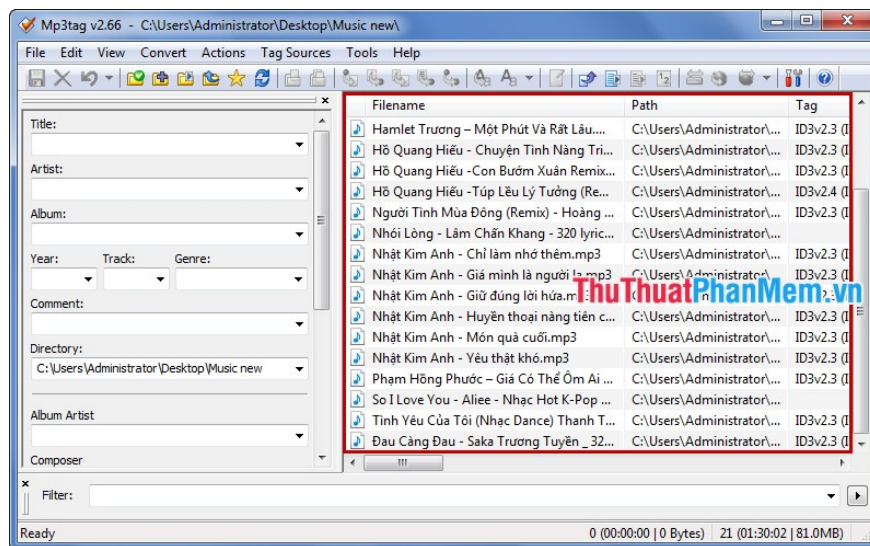 Mp3tag v2.66 - C:\Users\Administrator\Desktop\Music new\
File Edit View Convert Actions Tag Sources Tools Help
Title:
Artist:
Album:
Year: Track: Genre:
Comment:
Directory:
C:\Users\Administrator\Desktop\Music new
Album Artist
Composer
Filename Path Tag
Hamlet Trương – Một Phút Và Rất Lâu.... C:\Users\Administrator\... ID3v2.3 (I
Hồ Quang Hiếu - Chuyện Tình Nàng Tri... C:\Users\Administrator\... ID3v2.3 (I
Hồ Quang Hiếu -Con Bướm Xuân Remix... C:\Users\Administrator\... ID3v2.3 (I
Hồ Quang Hiếu -Túp Lều Lý Tưởng (Re... C:\Users\Administrator\... ID3v2.4 (I
Người Tình Mùa Đông (Remix) - Hoàng ... C:\Users\Administrator\... ID3v2.3 (I
Nhói Lòng - Lâm Chấn Khang - 320 lyric... C:\Users\Administrator\...
Nhật Kim Anh - Chỉ làm nhớ thêm.mp3 C:\Users\Administrator\... ID3v2.3 (I
Nhật Kim Anh - Giá mình là người lạ.mp3 C:\Users\Administrator\... ID3v2.3 (I
Nhật Kim Anh - Giữ đúng lời hứa.m
ThuThuatPhanMem.vn
Nhật Kim Anh - Huyền thoại nàng tiên c... C:\Users\Administrator\... ID3v2.3 (I
Nhật Kim Anh - Món quà cuối.mp3 C:\Users\Administrator\... ID3v2.3 (I
Nhật Kim Anh - Yêu thật khó.mp3 C:\Users\Administrator\... ID3v2.3 (I
Phạm Hồng Phước – Giá Có Thể Ôm Ai ... C:\Users\Administrator\... ID3v2.3 (I
So I Love You - Aliee - Nhạc Hot K-Pop ... C:\Users\Administrator\...
Tình Yêu Của Tôi (Nhạc Dance) Thanh T... C:\Users\Administrator\... ID3v2.3 (I
Đau Càng Đau - Saka Trương Tuyền _ 32... C:\Users\Administrator\... ID3v2.3 (I
Filter:
Ready 0 (00:00:00 | 0 Bytes) 21 (01:30:02 | 81.0MB)